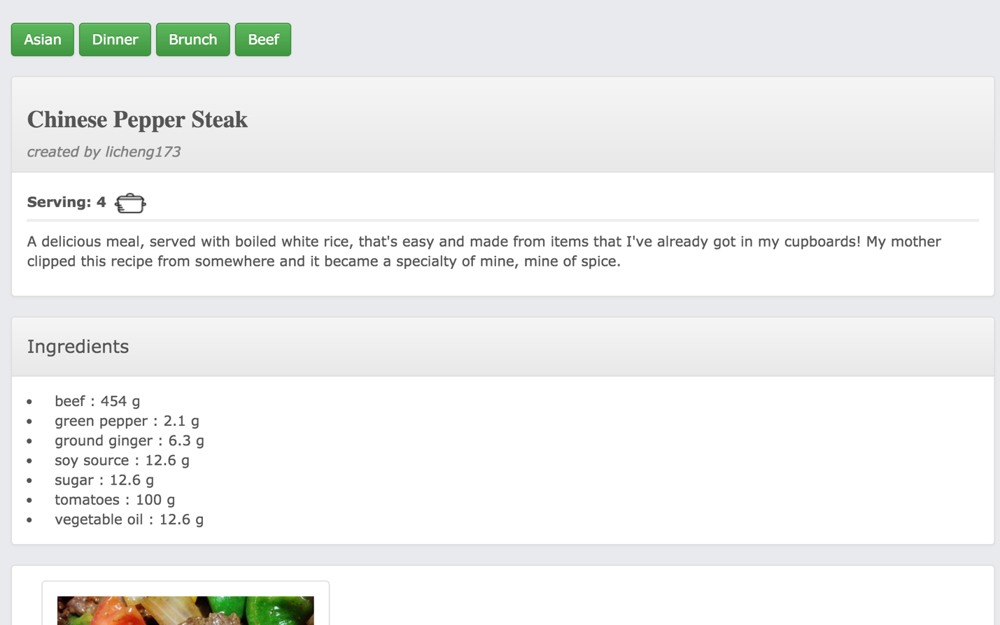 Asian Dinner Brunch Beef
Chinese Pepper Steak
created by licheng173
Serving: 4
A delicious meal, served with boiled white rice, that's easy and made from items that I've already got in my cupboards! My mother
clipped this recipe from somewhere and it became a specialty of mine, mine of spice.
Ingredients
• beef : 454 g
• green pepper : 2.1 g
• ground ginger : 6.3 g
• soy source : 12.6 g
• sugar : 12.6 g
• tomatoes : 100 g
• vegetable oil : 12.6 g